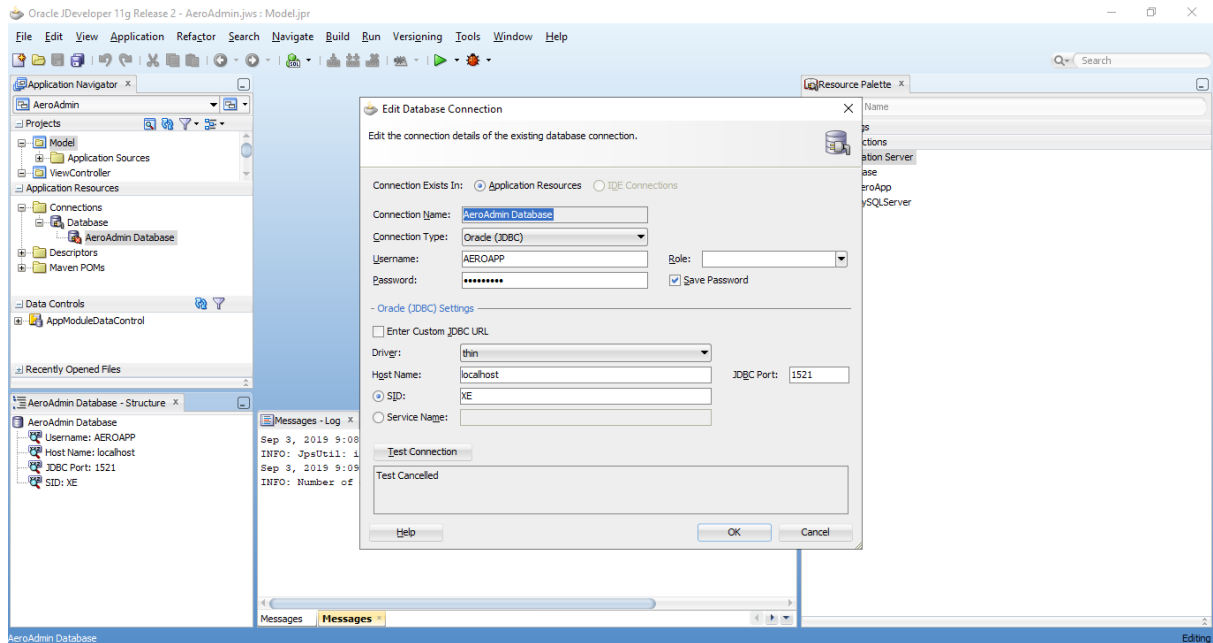 Oracle JDeveloper 11g Release 2 - AeroAdmin.jws : Model.jpr
File Edit View Application Refactor Search Navigate Build Run Versioning Tools Window Help
Search
Application Navigator
AeroAdmin
Projects
Model
Application Sources
ViewController
Application Resources
Connections
Database
AeroAdmin Database
Descriptors
Maven POMs
Data Controls
AppModuleDataControl
Recently Opened Files
AeroAdmin Database - Structure
AeroAdmin Database
Username: AEROAPP
Host Name: localhost
JDBC Port: 1521
SID: XE
Edit Database Connection
Edit the connection details of the existing database connection.
Connection Exists In: Application Resources IDE Connections
Connection Name: AeroAdmin Database
Connection Type: Oracle (JDBC)
Username: AEROAPP Role:
Password: ●●●●●●●●● Save Password
- Oracle (JDBC) Settings
Enter Custom JDBC URL
Driver: thin
Host Name: localhost JDBC Port: 1521
SID: XE
Service Name:
Test Connection
Test Cancelled
Help OK Cancel
Messages - Log
Sep 3, 2019 9:08
INFO: JpsUtil: i
Sep 3, 2019 9:09
INFO: Number of
Messages Messages
Resource Palette
Name
gs
ctions
ation Server
ase
eroApp
ySQLServer
AeroAdmin Database
Editing